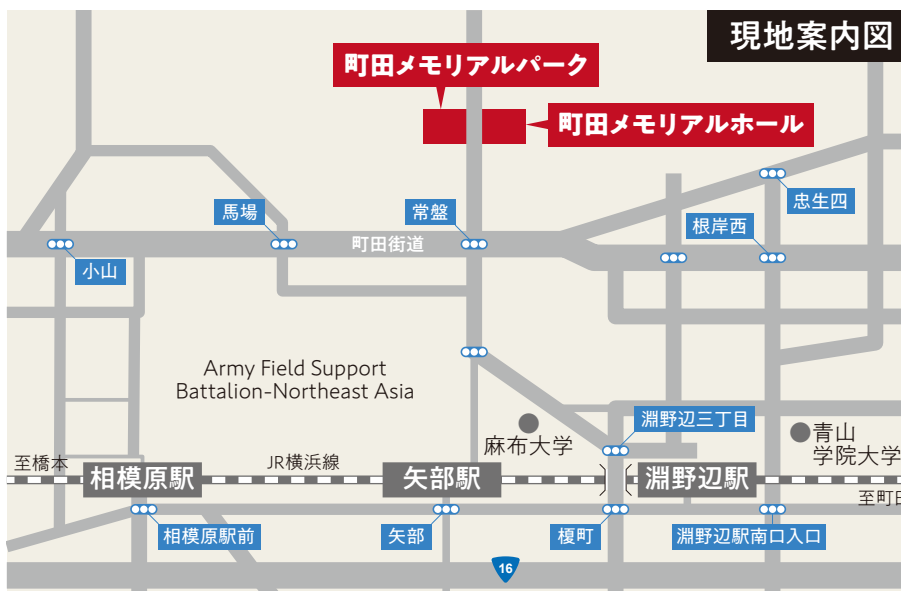 現地案内図
町田メモリアルパーク
町田メモリアルホール
忠生四
馬場
常盤
根岸西
町田街道
小山
Army Field Support
Battalion-Northeast Asia
淵野辺三丁目
麻布大学
青山
学院大学
至橋本
JR横浜線
相模原駅
矢部駅
淵野辺駅
至町田
相模原駅前
矢部
榎町
淵野辺駅南口入口
16